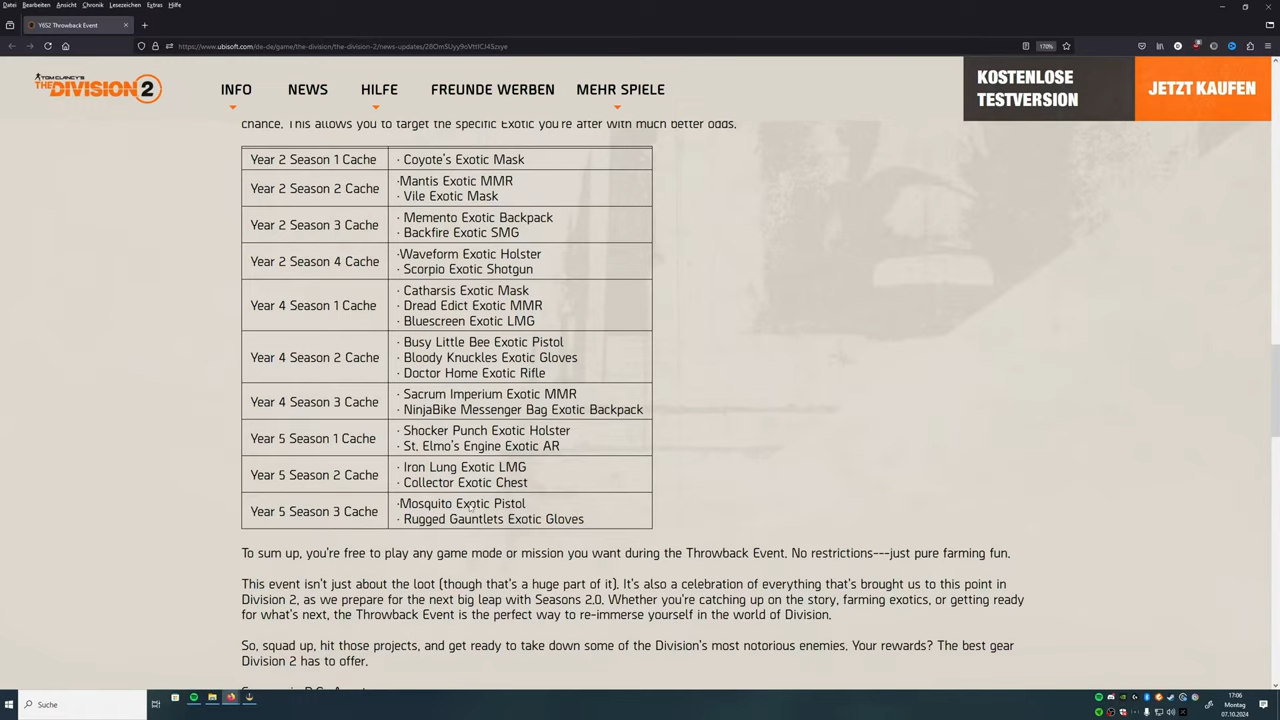 Datei Bearbeiten Ansicht Chronik Lesezeichen Extras Hilfe
Y6S2 Throwback Event
170%
TOM CLANCY'S
THE DIVISION 2
INFO
NEWS
HILFE
FREUNDE WERBEN
MEHR SPIELE
KOSTENLOSE
TESTVERSION
JETZT KAUFEN
chance. This allows you to target the specific Exotic you're after with much better odds.
Year 2 Season 1 Cache
· Coyote's Exotic Mask
Year 2 Season 2 Cache
·Mantis Exotic MMR
· Vile Exotic Mask
Year 2 Season 3 Cache
· Memento Exotic Backpack
· Backfire Exotic SMG
Year 2 Season 4 Cache
·Waveform Exotic Holster
· Scorpio Exotic Shotgun
Year 4 Season 1 Cache
· Catharsis Exotic Mask
· Dread Edict Exotic MMR
· Bluescreen Exotic LMG
Year 4 Season 2 Cache
· Busy Little Bee Exotic Pistol
· Bloody Knuckles Exotic Gloves
· Doctor Home Exotic Rifle
Year 4 Season 3 Cache
· Sacrum Imperium Exotic MMR
· NinjaBike Messenger Bag Exotic Backpack
Year 5 Season 1 Cache
· Shocker Punch Exotic Holster
· St. Elmo's Engine Exotic AR
Year 5 Season 2 Cache
· Iron Lung Exotic LMG
· Collector Exotic Chest
Year 5 Season 3 Cache
·Mosquito Exotic Pistol
· Rugged Gauntlets Exotic Gloves
To sum up, you're free to play any game mode or mission you want during the Throwback Event. No restrictions---just pure farming fun.
This event isn't just about the loot (though that's a huge part of it). It's also a celebration of everything that's brought us to this point in
Division 2, as we prepare for the next big leap with Seasons 2.0. Whether you're catching up on the story, farming exotics, or getting ready
for what's next, the Throwback Event is the perfect way to re-immerse yourself in the world of Division.
So, squad up, hit those projects, and get ready to take down some of the Division's most notorious enemies. Your rewards? The best gear
Division 2 has to offer.
Suche
17:06
Montag
07.10.2024